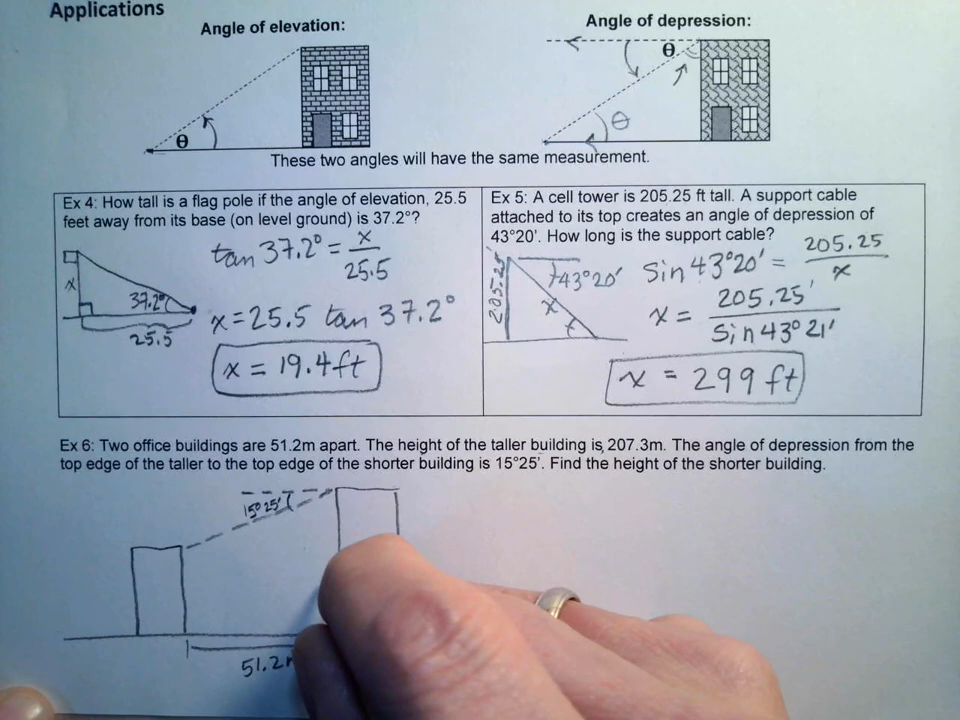 Applications
Angle of elevation:
Angle of depression:
θ
θ
θ
These two angles will have the same measurement.
Ex 4: How tall is a flag pole if the angle of elevation, 25.5
feet away from its base (on level ground) is 37.2°?
tan 37.2° = x
25.5
x
37.2°
25.5
x = 25.5 tan 37.2°
x = 19.4 ft
Ex 5: A cell tower is 205.25 ft tall. A support cable
attached to its top creates an angle of depression of
43°20'. How long is the support cable?
205.25'
43°20'
x
sin 43°20' = 205.25
x
x = 205.25'
sin 43° 21'
x = 299 ft
Ex 6: Two office buildings are 51.2m apart. The height of the taller building is 207.3m. The angle of depression from the
top edge of the taller to the top edge of the shorter building is 15°25'. Find the height of the shorter building.
15° 25'
51.2